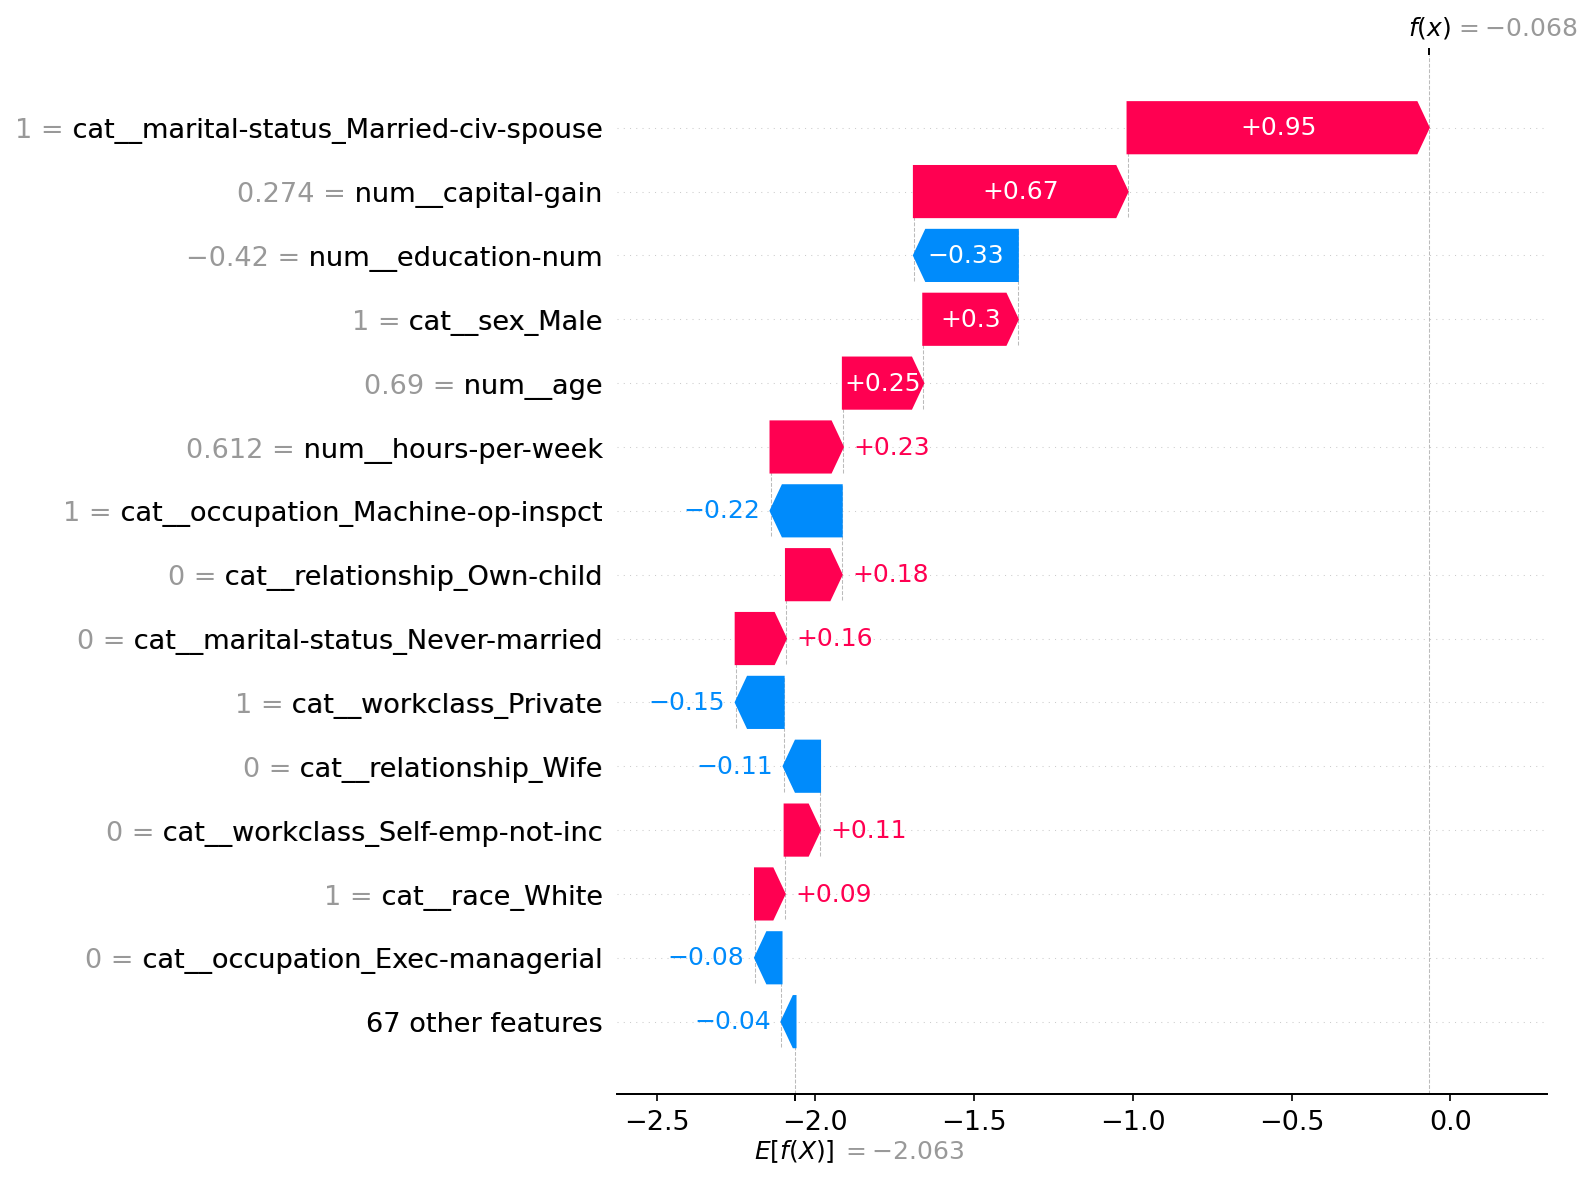 f(x) = −0.068
1 = cat__marital-status_Married-civ-spouse +0.95
0.274 = num__capital-gain +0.67
−0.42 = num__education-num −0.33
1 = cat__sex_Male +0.3
0.69 = num__age +0.25
0.612 = num__hours-per-week +0.23
1 = cat__occupation_Machine-op-inspct −0.22
0 = cat__relationship_Own-child +0.18
0 = cat__marital-status_Never-married +0.16
1 = cat__workclass_Private −0.15
0 = cat__relationship_Wife −0.11
0 = cat__workclass_Self-emp-not-inc +0.11
1 = cat__race_White +0.09
0 = cat__occupation_Exec-managerial −0.08
67 other features −0.04
−2.5 −2.0 −1.5 −1.0 −0.5 0.0
E[f(X)] = −2.063